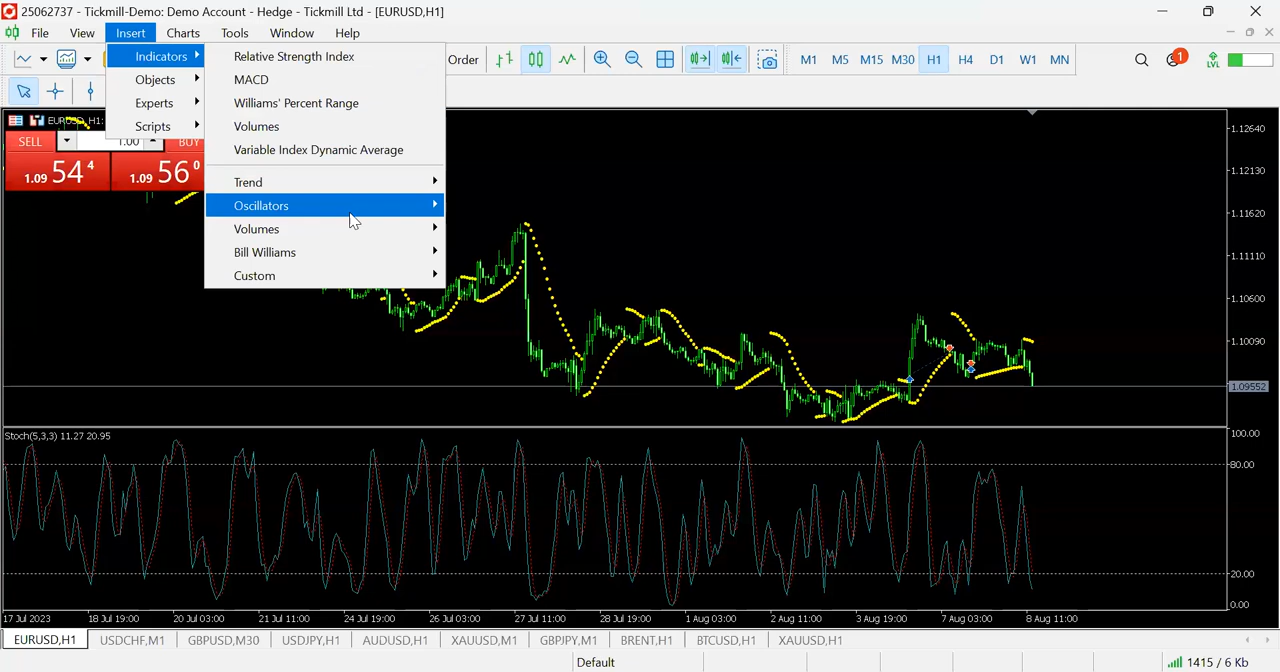 25062737 - Tickmill-Demo: Demo Account - Hedge - Tickmill Ltd - [EURUSD,H1]
File View Insert Charts Tools Window Help
Indicators
Objects
Experts
Scripts
Relative Strength Index
MACD
Williams' Percent Range
Volumes
Variable Index Dynamic Average
Trend
Oscillators
Volumes
Bill Williams
Custom
Order
M1 M5 M15 M30 H1 H4 D1 W1 MN
1
LVL
EURUSD, H1:
SELL 1.00 BUY
1.09 54 4 1.09 56 0
1.12640
1.12130
1.11620
1.11110
1.10600
1.10090
1.09552
Stoch(5,3,3) 11.27 20.95
100.00
80.00
20.00
0.00
17 Jul 2023 18 Jul 19:00 20 Jul 03:00 21 Jul 11:00 24 Jul 19:00 26 Jul 03:00 27 Jul 11:00 28 Jul 19:00 1 Aug 03:00 2 Aug 11:00 3 Aug 19:00 7 Aug 03:00 8 Aug 11:00
EURUSD,H1 USDCHF,M1 GBPUSD,M30 USDJPY,H1 AUDUSD,H1 XAUUSD,M1 GBPJPY,M1 BRENT,H1 BTCUSD,H1 XAUUSD,H1
Default 1415 / 6 Kb